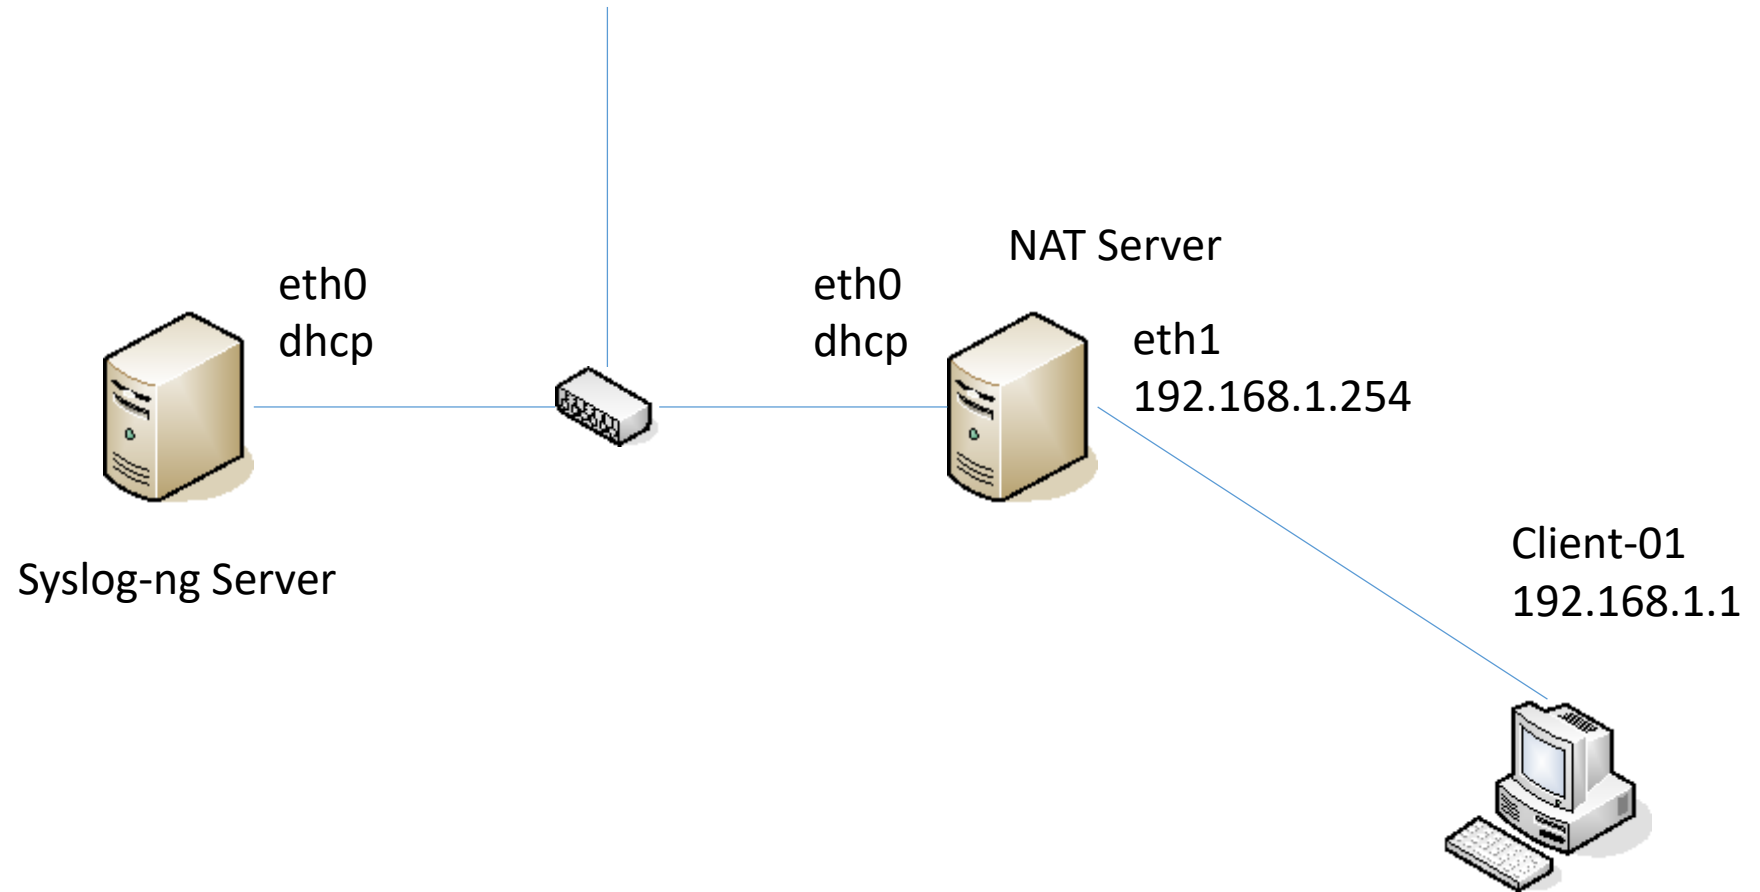 NAT Server
eth0
dhcp
eth0
dhcp
eth1
192.168.1.254
Client-01
192.168.1.1
Syslog-ng Server